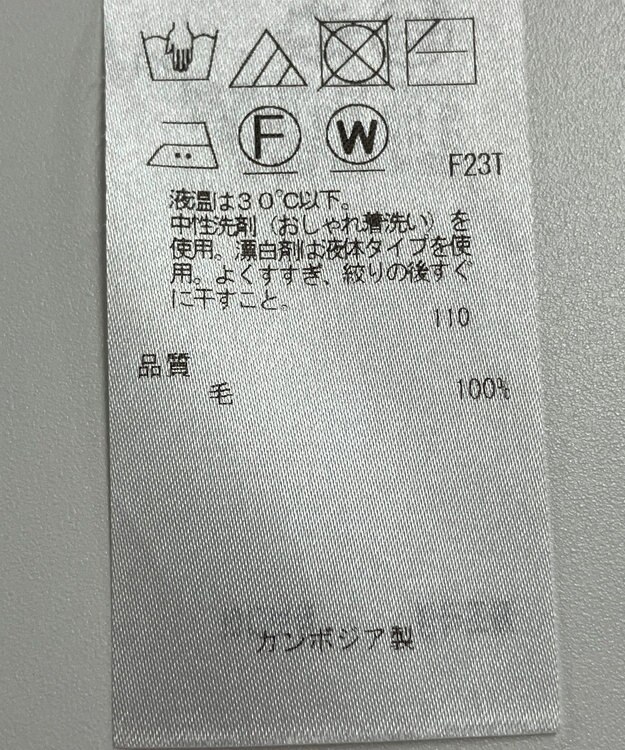 F W
F23T
液温は30℃以下。
中性洗剤（おしゃれ着洗い）を
使用。漂白剤は液体タイプを使
用。よくすすぎ、絞りの後すぐ
に干すこと。
110
品質
毛 100%
カンボジア製